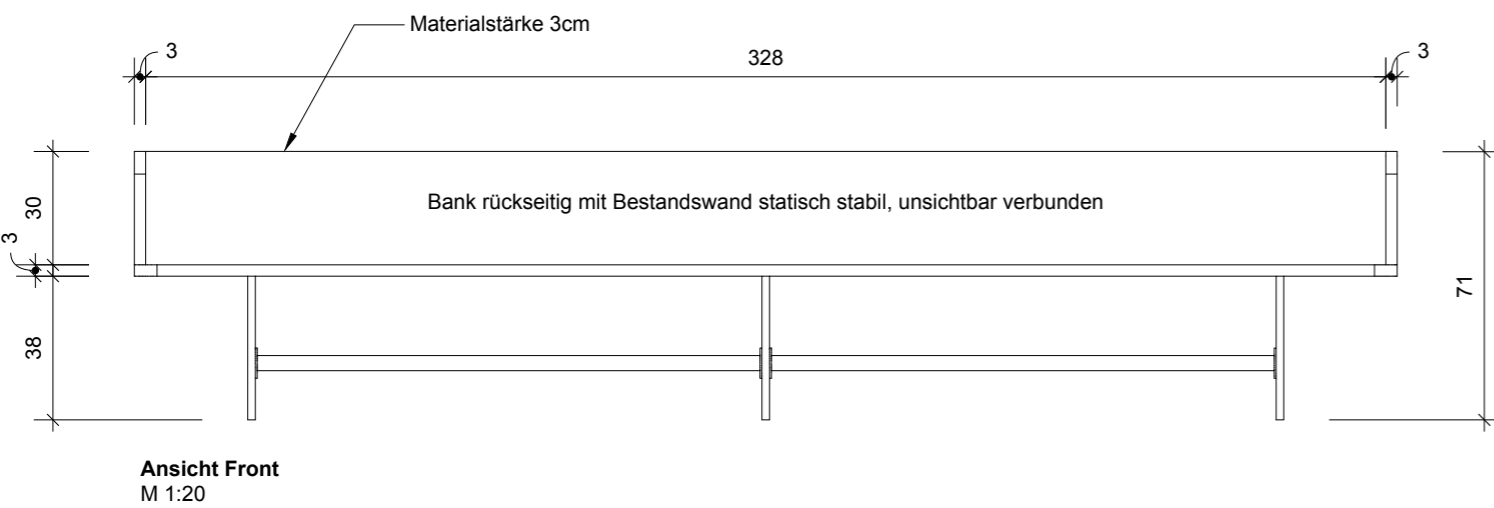 Materialstärke 3cm
3
328
3
Bank rückseitig mit Bestandswand statisch stabil, unsichtbar verbunden
30
3
38
71
Ansicht Front
M 1:20